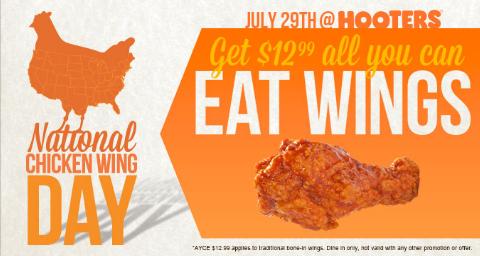 National
CHICKEN WING
DAY
JULY 29TH @ HOOTERS
Get $12.99 all you can
EAT WINGS
*AYCE $12.99 applies to traditional bone-in wings. Dine in only, not valid with any other promotion or offer.